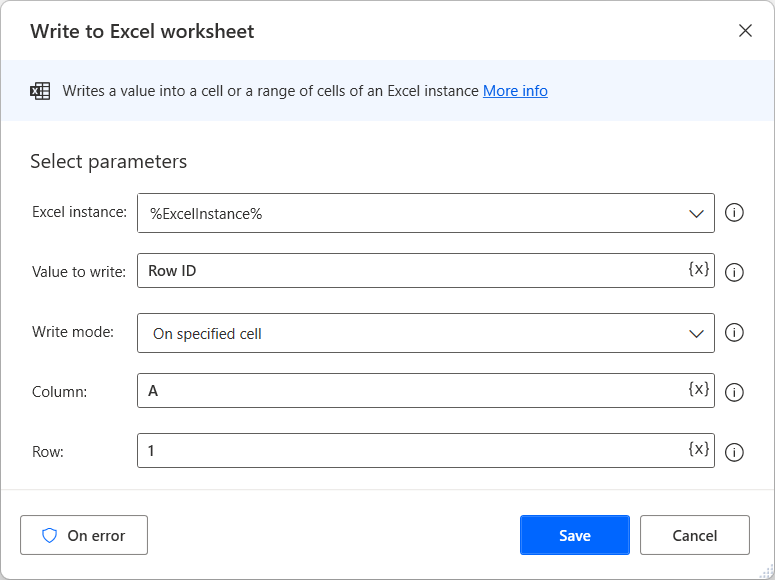 Write to Excel worksheet
Writes a value into a cell or a range of cells of an Excel instance More info
Select parameters
Excel instance: %ExcelInstance%
Value to write: Row ID {x}
Write mode: On specified cell
Column: A {x}
Row: 1 {x}
On error Save Cancel